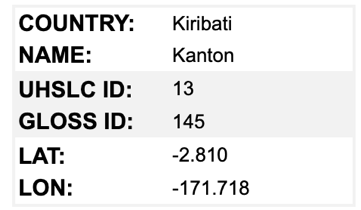 COUNTRY: Kiribati
NAME: Kanton
UHSLC ID: 13
GLOSS ID: 145
LAT: -2.810
LON: -171.718